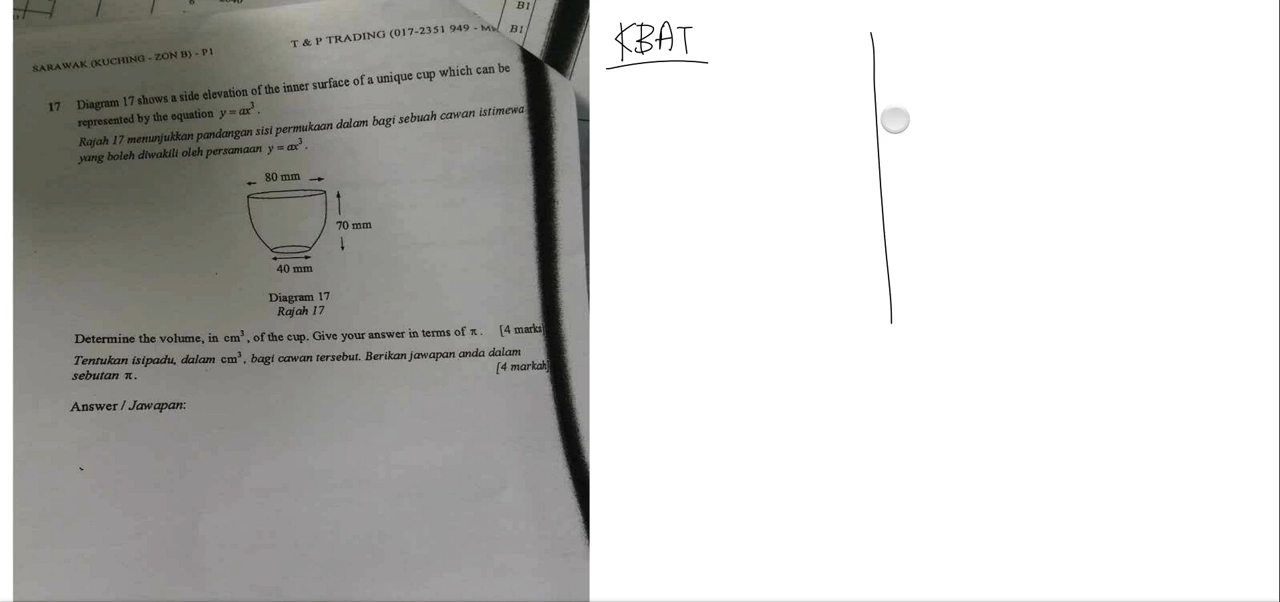 B1
B1
SARAWAK (KUCHING - ZON B) - P1
T & P TRADING (017-2351 949 -
17 Diagram 17 shows a side elevation of the inner surface of a unique cup which can be
represented by the equation y = ax³.
Rajah 17 menunjukkan pandangan sisi permukaan dalam bagi sebuah cawan istimewa
yang boleh diwakili oleh persamaan y = ax³.
80 mm
70 mm
40 mm
Diagram 17
Rajah 17
Determine the volume, in cm³, of the cup. Give your answer in terms of π. [4 marks]
Tentukan isipadu, dalam cm³, bagi cawan tersebut. Berikan jawapan anda dalam
sebutan π. [4 markah]
Answer / Jawapan:
KBAT